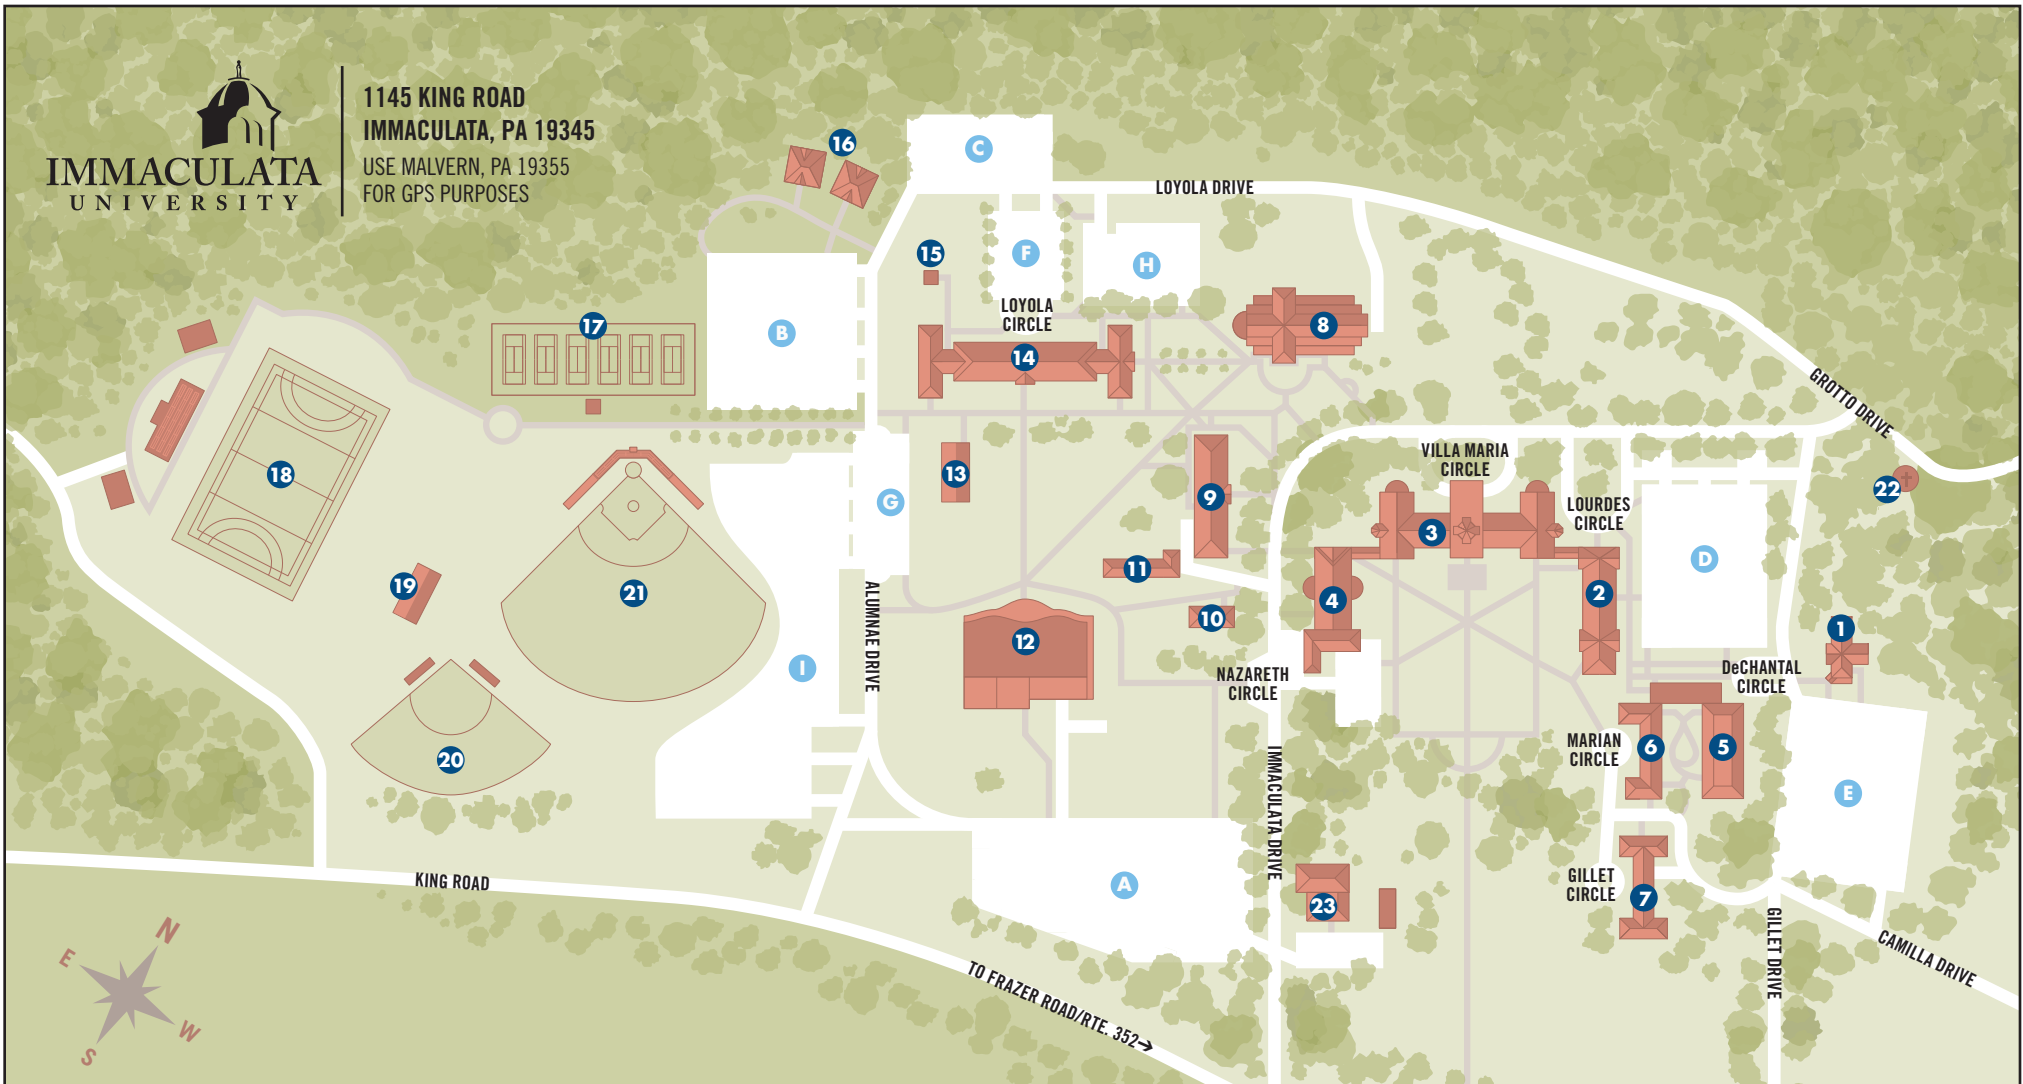 IMMACULATA
UNIVERSITY
1145 KING ROAD
IMMACULATA, PA 19345
USE MALVERN, PA 19355
FOR GPS PURPOSES
16
C
LOYOLA DRIVE
15
F
H
LOYOLA
CIRCLE
17
B
8
14
GROTTO DRIVE
VILLA MARIA
CIRCLE
18
13
9
G
22
LOURDES
CIRCLE
3
D
11
19
21
ALUMNAE DRIVE
4
2
10
12
1
I
NAZARETH
CIRCLE
DeCHANTAL
CIRCLE
20
MARIAN
CIRCLE
6
5
E
IMMACULATA DRIVE
KING ROAD
A
GILLET
CIRCLE
7
23
GILLET DRIVE
CAMILLA DRIVE
N
E
W
S
TO FRAZER ROAD/RTE. 352→